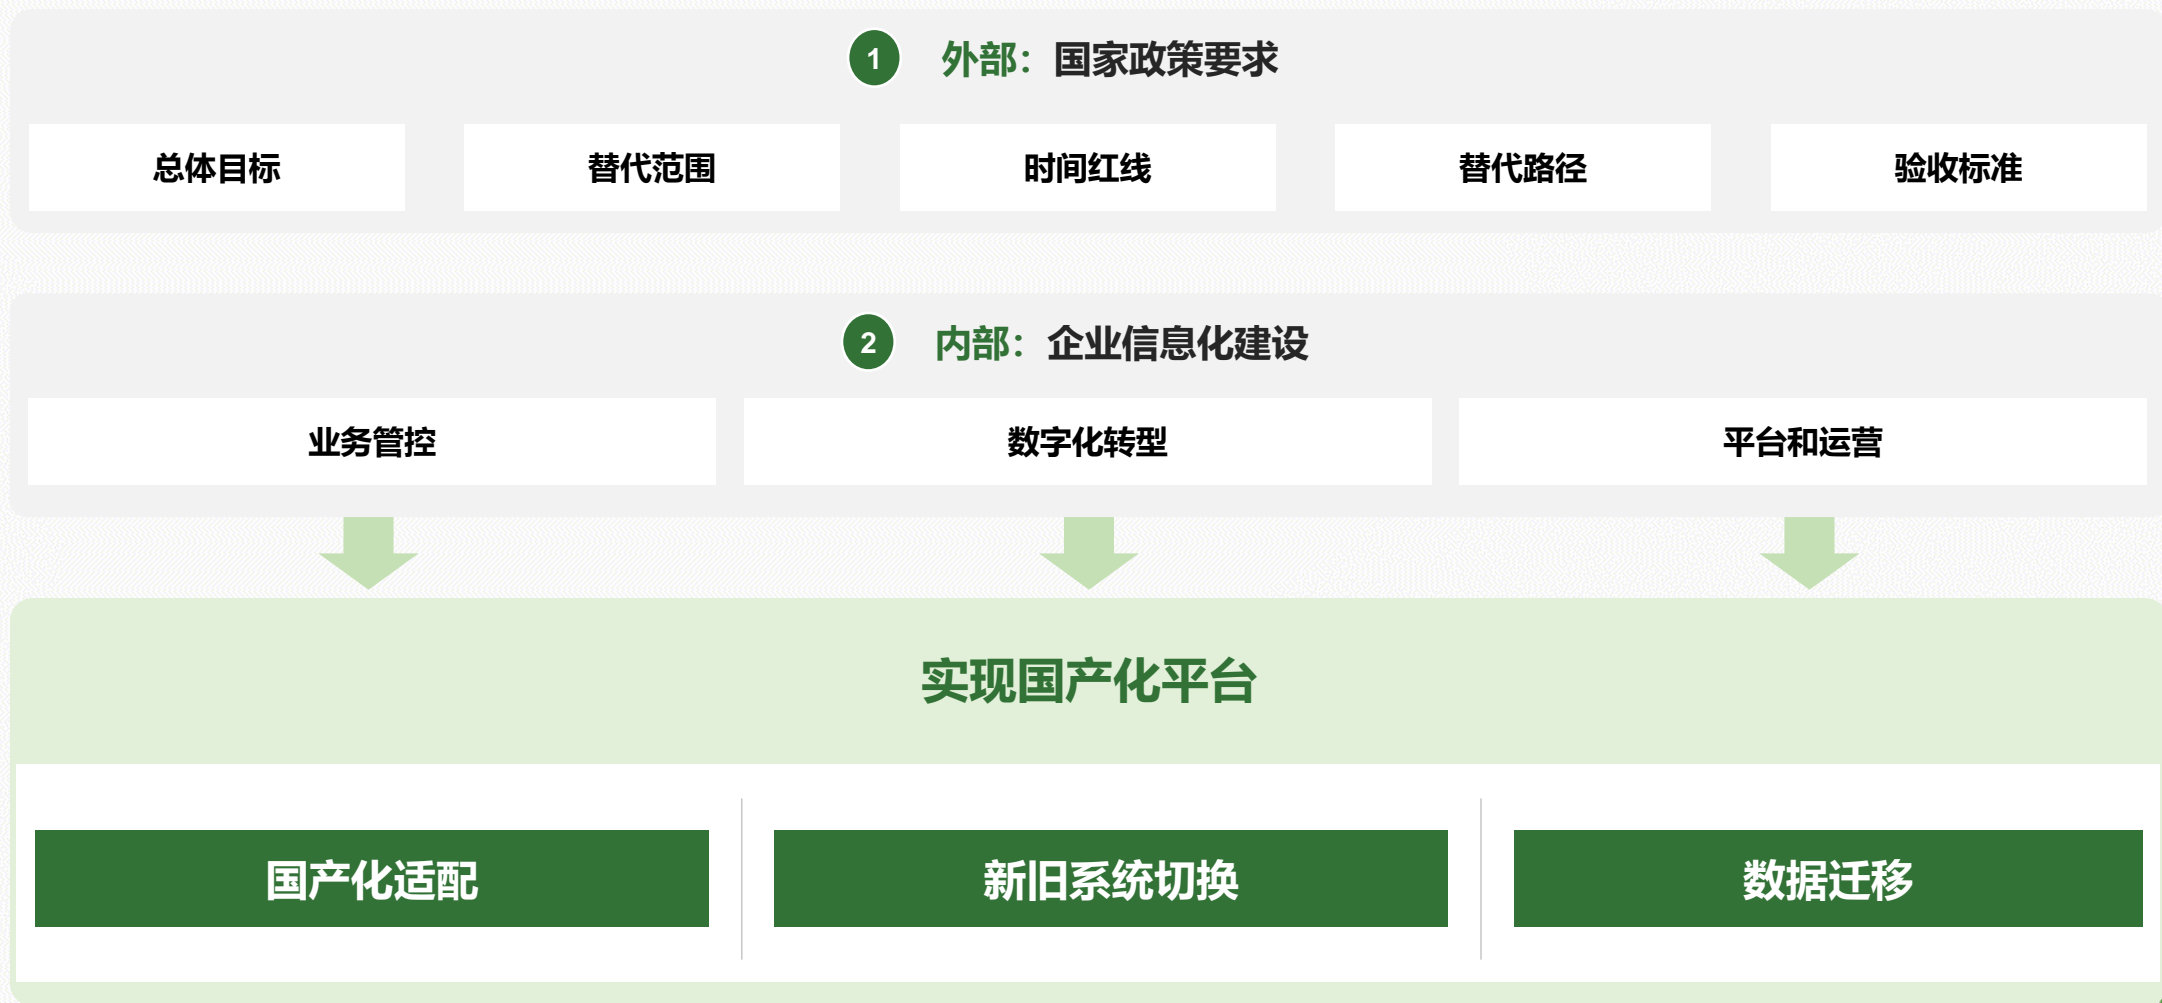 1 外部：国家政策要求
总体目标 替代范围 时间红线 替代路径 验收标准
2 内部：企业信息化建设
业务管控 数字化转型 平台和运营
实现国产化平台
国产化适配 新旧系统切换 数据迁移